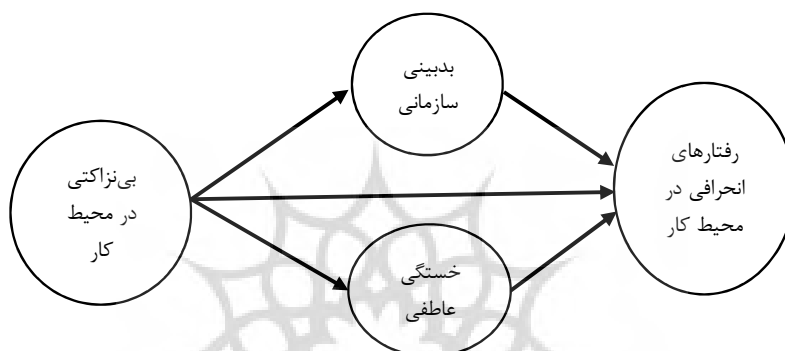 بدبینی
سازمانی
رفتارهای
انحرافی در
محیط کار
بی‌نزاکتی
در محیط
کار
خستگی
عاطفی